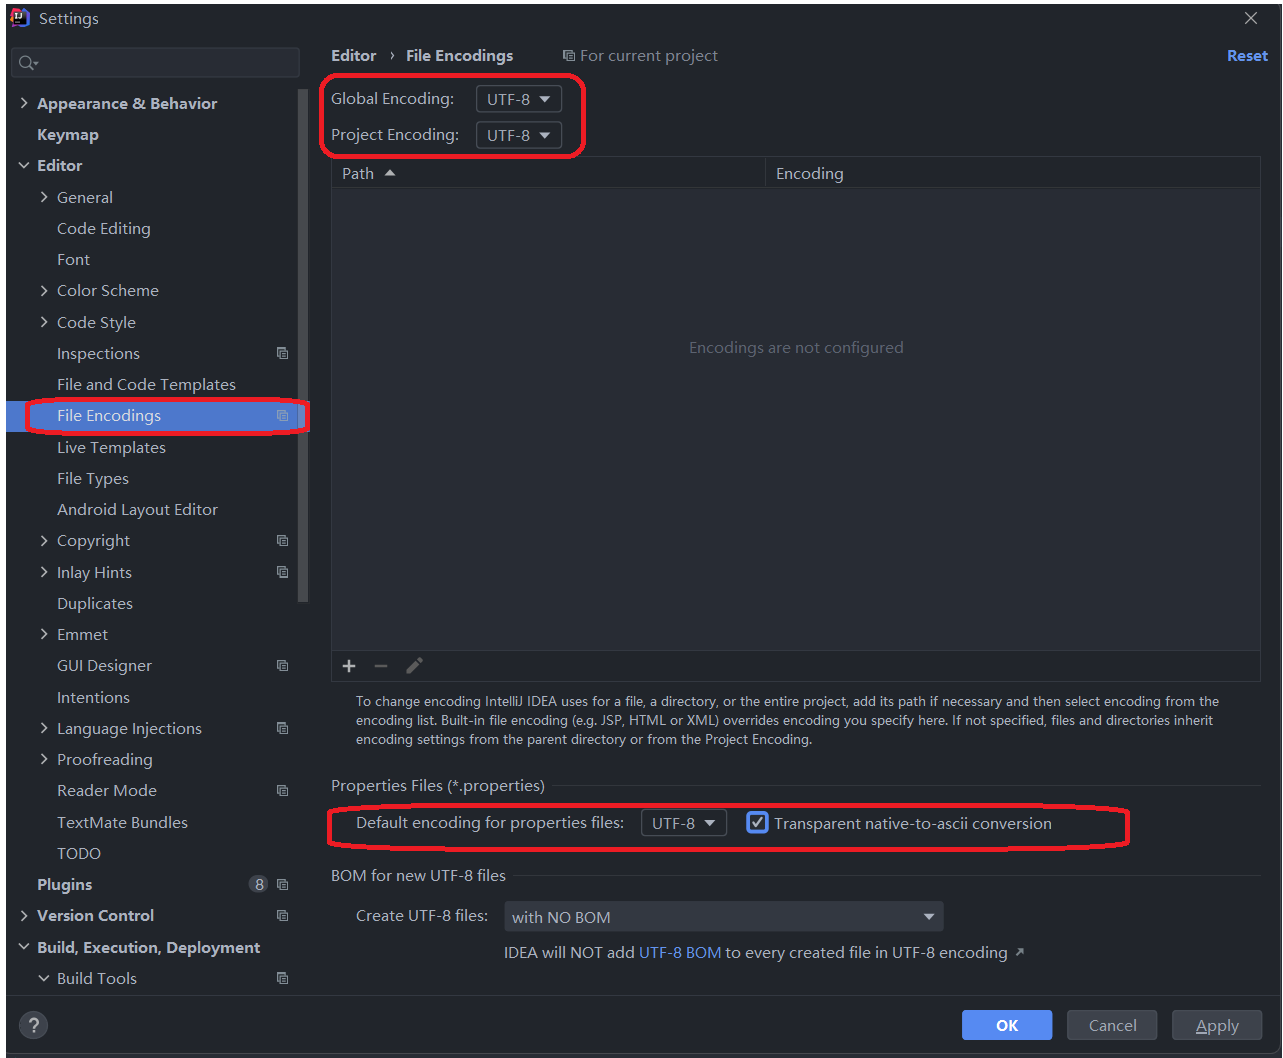 Settings
Editor › File Encodings For current project Reset
Appearance & Behavior
Keymap
Editor
General
Code Editing
Font
Color Scheme
Code Style
Inspections
File and Code Templates
File Encodings
Live Templates
File Types
Android Layout Editor
Copyright
Inlay Hints
Duplicates
Emmet
GUI Designer
Intentions
Language Injections
Proofreading
Reader Mode
TextMate Bundles
TODO
Plugins 8
Version Control
Build, Execution, Deployment
Build Tools
Global Encoding: UTF-8
Project Encoding: UTF-8
Path Encoding
Encodings are not configured
To change encoding IntelliJ IDEA uses for a file, a directory, or the entire project, add its path if necessary and then select encoding from the
encoding list. Built-in file encoding (e.g. JSP, HTML or XML) overrides encoding you specify here. If not specified, files and directories inherit
encoding settings from the parent directory or from the Project Encoding.
Properties Files (*.properties)
Default encoding for properties files: UTF-8 Transparent native-to-ascii conversion
BOM for new UTF-8 files
Create UTF-8 files: with NO BOM
IDEA will NOT add UTF-8 BOM to every created file in UTF-8 encoding ↗
? OK Cancel Apply